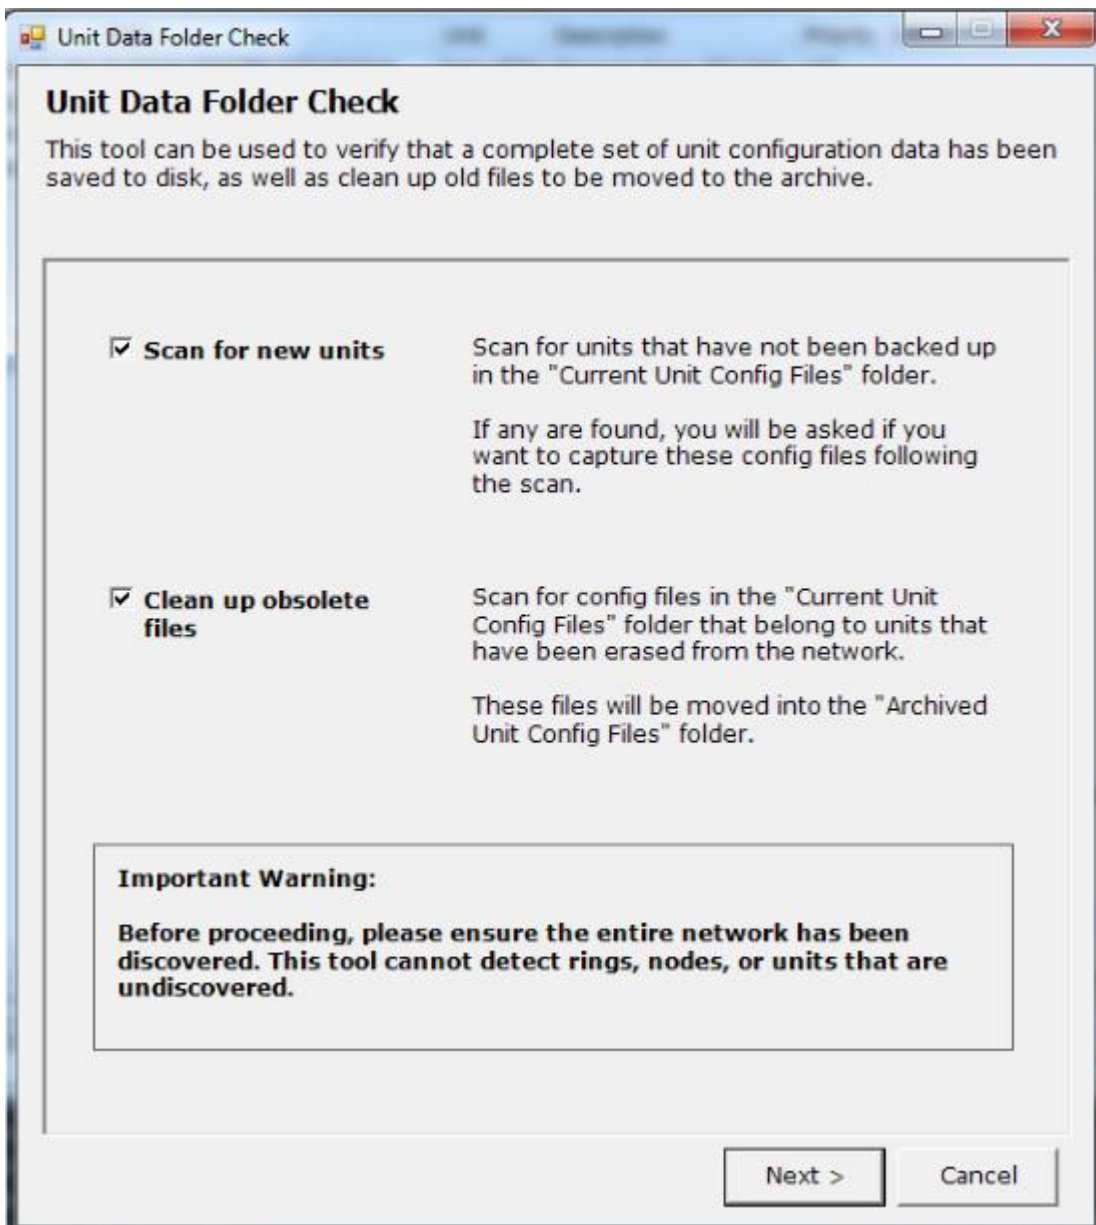 Unit Data Folder Check
Unit Data Folder Check
This tool can be used to verify that a complete set of unit configuration data has been
saved to disk, as well as clean up old files to be moved to the archive.
Scan for new units
Scan for units that have not been backed up
in the "Current Unit Config Files" folder.
If any are found, you will be asked if you
want to capture these config files following
the scan.
Clean up obsolete
files
Scan for config files in the "Current Unit
Config Files" folder that belong to units that
have been erased from the network.
These files will be moved into the "Archived
Unit Config Files" folder.
Important Warning:
Before proceeding, please ensure the entire network has been
discovered. This tool cannot detect rings, nodes, or units that are
undiscovered.
Next >
Cancel